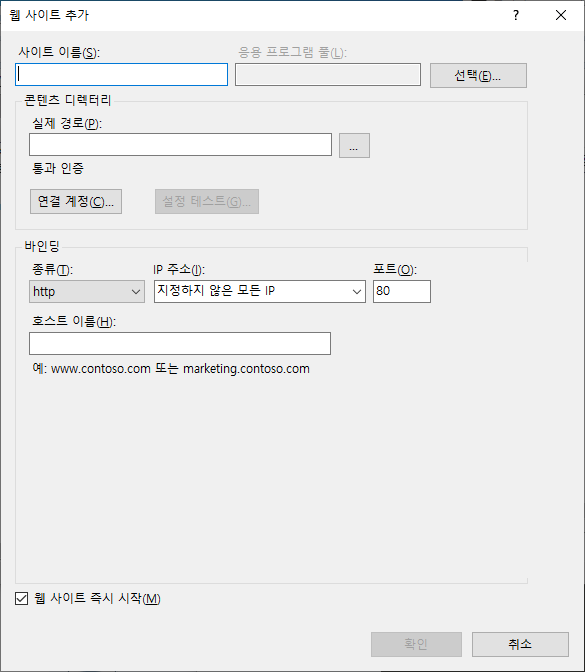 웹 사이트 추가
사이트 이름(S): 응용 프로그램 풀(L):
선택(E)...
콘텐츠 디렉터리
실제 경로(P):
...
통과 인증
연결 계정(C)... 설정 테스트(G)...
바인딩
종류(T): IP 주소(I): 포트(O):
http 지정하지 않은 모든 IP 80
호스트 이름(H):
예: www.contoso.com 또는 marketing.contoso.com
웹 사이트 즉시 시작(M)
확인 취소